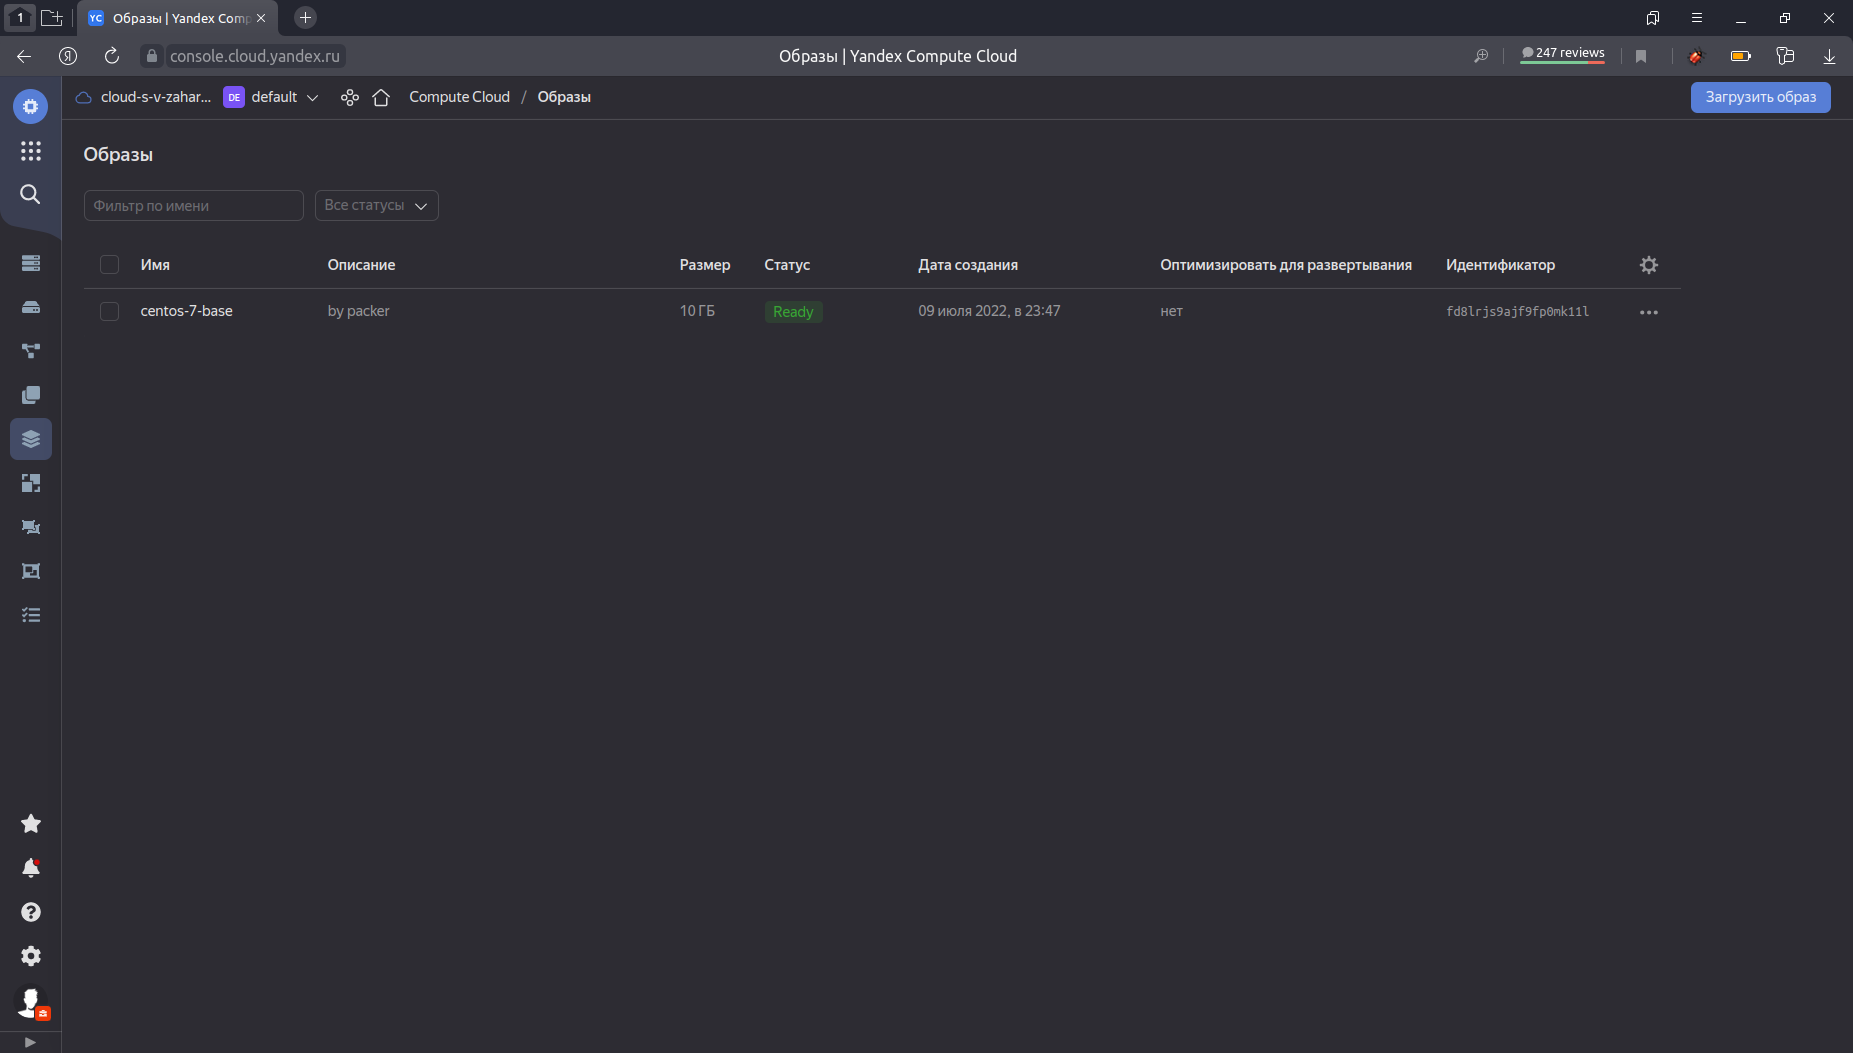 1
YC Образы | Yandex Comp
Я console.cloud.yandex.ru Образы | Yandex Compute Cloud 247 reviews
cloud-s-v-zahar... DE default Compute Cloud / Образы Загрузить образ
Образы
Фильтр по имени Все статусы
Имя Описание Размер Статус Дата создания Оптимизировать для развертывания Идентификатор
centos-7-base by packer 10 ГБ Ready 09 июля 2022, в 23:47 нет fd8lrjs9ajf9fp0mk11l